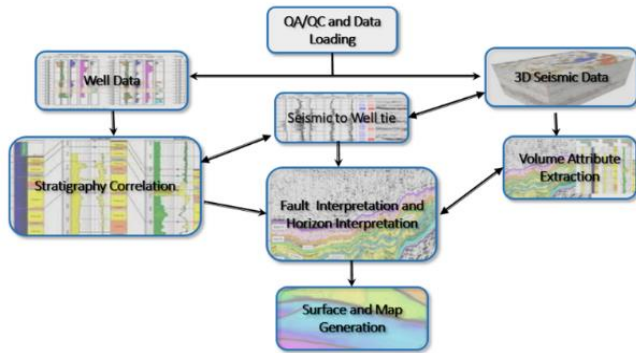 QA/QC and Data
Loading
Well Data
3D Seismic Data
Seismic to Well tie
Stratigraphy Correlation
Volume Attribute
Extraction
Fault Interpretation and
Horizon Interpretation
Surface and Map
Generation